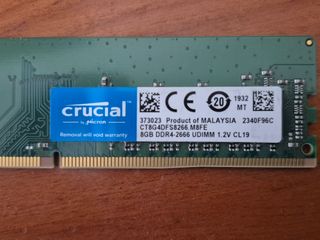 crucial
by Micron
Removal will void warranty
CE
20
1932
MT
373023 Product of MALAYSIA 2340F96C
CT8G4DFS8266.M8FE
8GB DDR4-2666 UDIMM 1.2V CL19